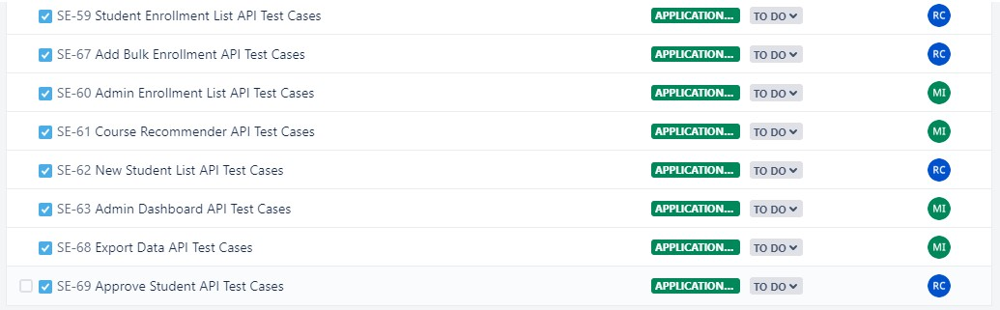 SE-59 Student Enrollment List API Test Cases APPLICATION... TO DO RC
SE-67 Add Bulk Enrollment API Test Cases APPLICATION... TO DO RC
SE-60 Admin Enrollment List API Test Cases APPLICATION... TO DO MI
SE-61 Course Recommender API Test Cases APPLICATION... TO DO MI
SE-62 New Student List API Test Cases APPLICATION... TO DO RC
SE-63 Admin Dashboard API Test Cases APPLICATION... TO DO MI
SE-68 Export Data API Test Cases APPLICATION... TO DO MI
SE-69 Approve Student API Test Cases APPLICATION... TO DO RC